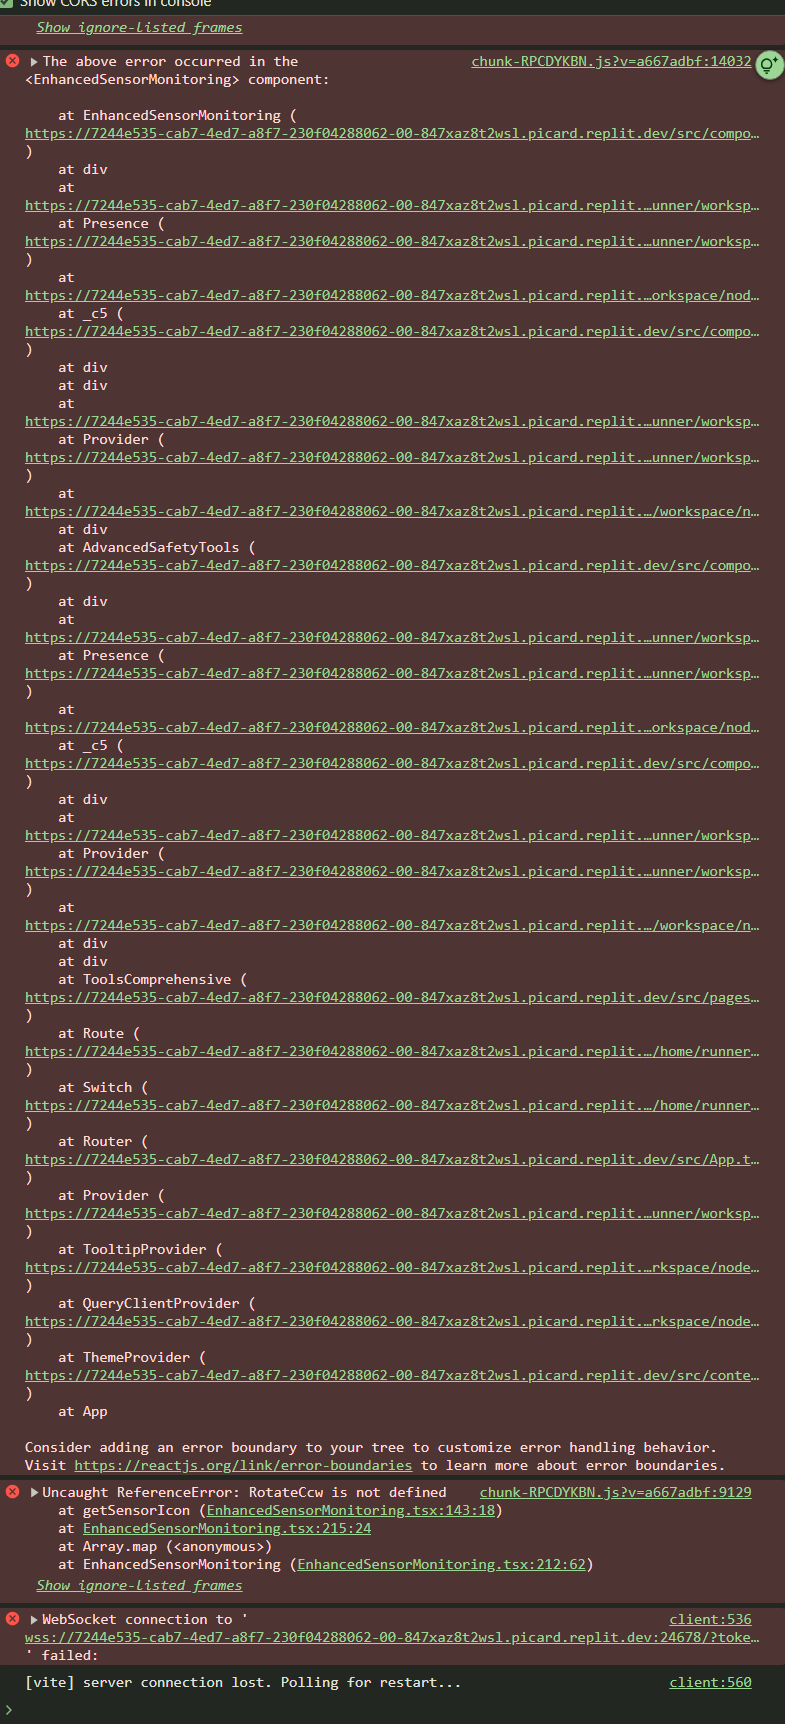 Show CORS errors in console
Show ignore-listed frames
The above error occurred in the chunk-RPCDYKBN.js?v=a667adbf:14032
<EnhancedSensorMonitoring> component:
at EnhancedSensorMonitoring (
https://7244e535-cab7-4ed7-a8f7-230f04288062-00-847xaz8t2wsl.picard.replit.dev/src/compo…
)
at div
at
https://7244e535-cab7-4ed7-a8f7-230f04288062-00-847xaz8t2wsl.picard.replit.…unner/worksp…
at Presence (
https://7244e535-cab7-4ed7-a8f7-230f04288062-00-847xaz8t2wsl.picard.replit.…unner/worksp…
)
at
https://7244e535-cab7-4ed7-a8f7-230f04288062-00-847xaz8t2wsl.picard.replit.…orkspace/nod…
at _c5 (
https://7244e535-cab7-4ed7-a8f7-230f04288062-00-847xaz8t2wsl.picard.replit.dev/src/compo…
)
at div
at div
at
https://7244e535-cab7-4ed7-a8f7-230f04288062-00-847xaz8t2wsl.picard.replit.…unner/worksp…
at Provider (
https://7244e535-cab7-4ed7-a8f7-230f04288062-00-847xaz8t2wsl.picard.replit.…unner/worksp…
)
at
https://7244e535-cab7-4ed7-a8f7-230f04288062-00-847xaz8t2wsl.picard.replit.…/workspace/n…
at div
at AdvancedSafetyTools (
https://7244e535-cab7-4ed7-a8f7-230f04288062-00-847xaz8t2wsl.picard.replit.dev/src/compo…
)
at div
at
https://7244e535-cab7-4ed7-a8f7-230f04288062-00-847xaz8t2wsl.picard.replit.…unner/worksp…
at Presence (
https://7244e535-cab7-4ed7-a8f7-230f04288062-00-847xaz8t2wsl.picard.replit.…unner/worksp…
)
at
https://7244e535-cab7-4ed7-a8f7-230f04288062-00-847xaz8t2wsl.picard.replit.…orkspace/nod…
at _c5 (
https://7244e535-cab7-4ed7-a8f7-230f04288062-00-847xaz8t2wsl.picard.replit.dev/src/compo…
)
at div
at
https://7244e535-cab7-4ed7-a8f7-230f04288062-00-847xaz8t2wsl.picard.replit.…unner/worksp…
at Provider (
https://7244e535-cab7-4ed7-a8f7-230f04288062-00-847xaz8t2wsl.picard.replit.…unner/worksp…
)
at
https://7244e535-cab7-4ed7-a8f7-230f04288062-00-847xaz8t2wsl.picard.replit.…/workspace/n…
at div
at div
at ToolsComprehensive (
https://7244e535-cab7-4ed7-a8f7-230f04288062-00-847xaz8t2wsl.picard.replit.dev/src/pages…
)
at Route (
https://7244e535-cab7-4ed7-a8f7-230f04288062-00-847xaz8t2wsl.picard.replit.…/home/runner…
)
at Switch (
https://7244e535-cab7-4ed7-a8f7-230f04288062-00-847xaz8t2wsl.picard.replit.…/home/runner…
)
at Router (
https://7244e535-cab7-4ed7-a8f7-230f04288062-00-847xaz8t2wsl.picard.replit.dev/src/App.t…
)
at Provider (
https://7244e535-cab7-4ed7-a8f7-230f04288062-00-847xaz8t2wsl.picard.replit.…unner/worksp…
)
at TooltipProvider (
https://7244e535-cab7-4ed7-a8f7-230f04288062-00-847xaz8t2wsl.picard.replit.…rkspace/node…
)
at QueryClientProvider (
https://7244e535-cab7-4ed7-a8f7-230f04288062-00-847xaz8t2wsl.picard.replit.…rkspace/node…
)
at ThemeProvider (
https://7244e535-cab7-4ed7-a8f7-230f04288062-00-847xaz8t2wsl.picard.replit.dev/src/conte…
)
at App
Consider adding an error boundary to your tree to customize error handling behavior.
Visit https://reactjs.org/link/error-boundaries to learn more about error boundaries.
Uncaught ReferenceError: RotateCcw is not defined chunk-RPCDYKBN.js?v=a667adbf:9129
at getSensorIcon (EnhancedSensorMonitoring.tsx:143:18)
at EnhancedSensorMonitoring.tsx:215:24
at Array.map (<anonymous>)
at EnhancedSensorMonitoring (EnhancedSensorMonitoring.tsx:212:62)
Show ignore-listed frames
WebSocket connection to ' client:536
wss://7244e535-cab7-4ed7-a8f7-230f04288062-00-847xaz8t2wsl.picard.replit.dev:24678/?toke…
' failed:
[vite] server connection lost. Polling for restart... client:560